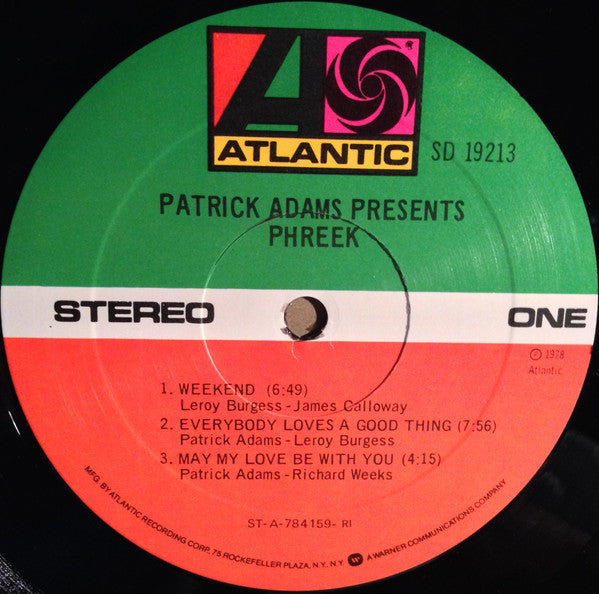 A
®
ATLANTIC
SD 19213
PATRICK ADAMS PRESENTS
PHREEK
STEREO
ONE
℗ 1978
Atlantic
1. WEEKEND (6:49)
Leroy Burgess - James Calloway
2. EVERYBODY LOVES A GOOD THING (7:56)
Patrick Adams - Leroy Burgess
3. MAY MY LOVE BE WITH YOU (4:15)
Patrick Adams - Richard Weeks
ST-A-784159- RI
MFG. BY ATLANTIC RECORDING CORP., 75 ROCKEFELLER PLAZA, N.Y., N.Y. A WARNER COMMUNICATIONS COMPANY